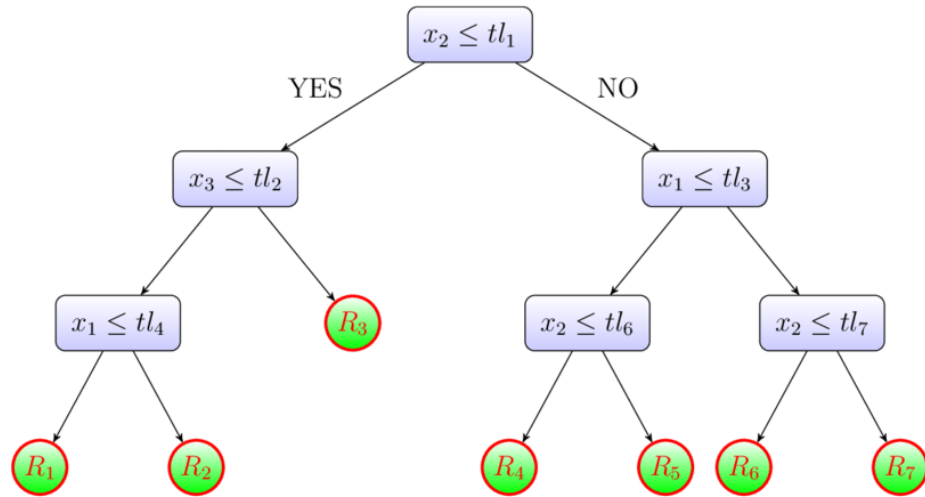 x₂ ≤ tl₁
YES NO
x₃ ≤ tl₂ x₁ ≤ tl₃
x₁ ≤ tl₄ R₃ x₂ ≤ tl₆ x₂ ≤ tl₇
R₁ R₂ R₄ R₅ R₆ R₇